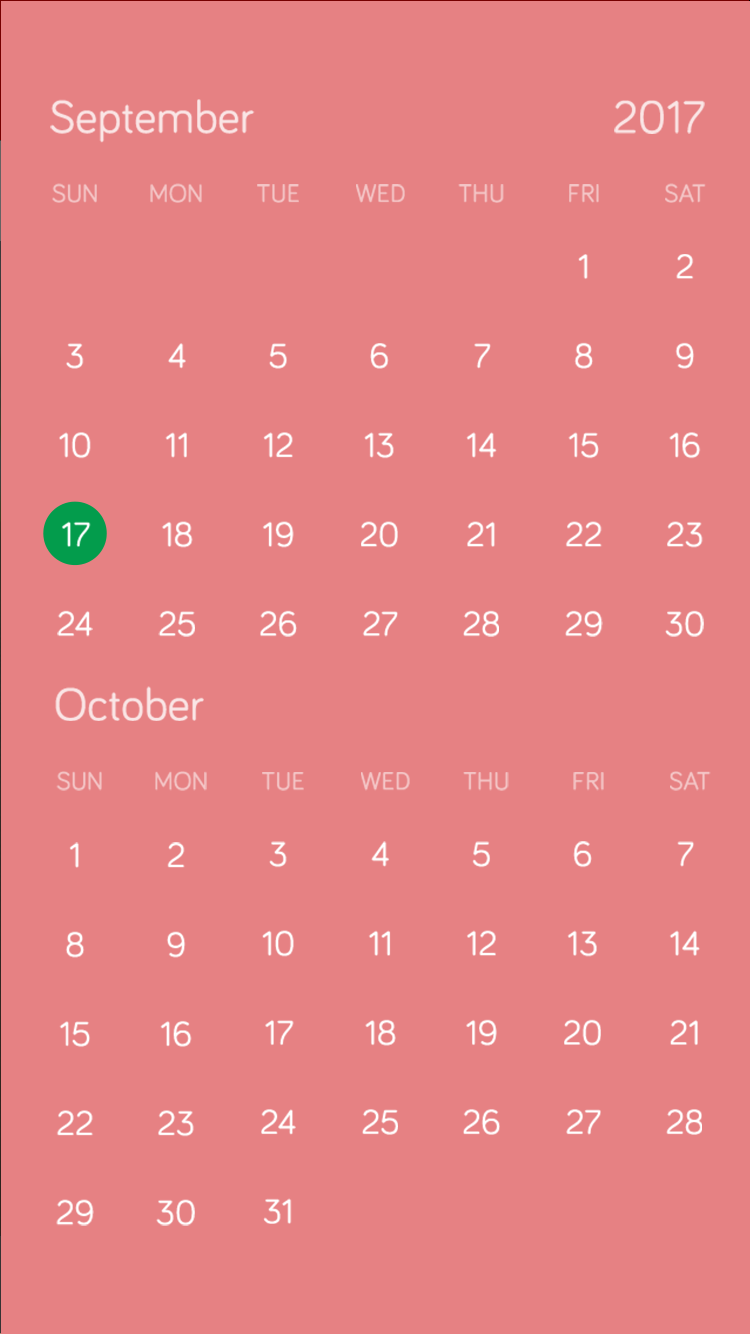 September 2017
SUN MON TUE WED THU FRI SAT
1 2
3 4 5 6 7 8 9
10 11 12 13 14 15 16
17 18 19 20 21 22 23
24 25 26 27 28 29 30
October
SUN MON TUE WED THU FRI SAT
1 2 3 4 5 6 7
8 9 10 11 12 13 14
15 16 17 18 19 20 21
22 23 24 25 26 27 28
29 30 31